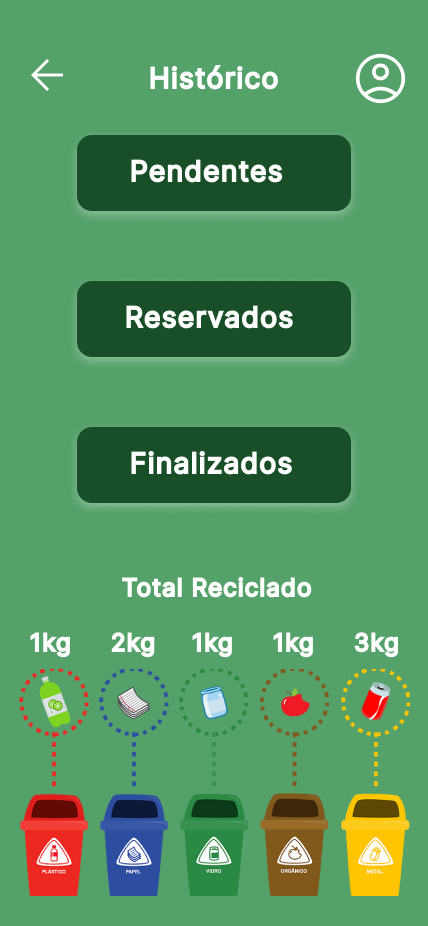 Histórico
Pendentes
Reservados
Finalizados
Total Reciclado
1kg 2kg 1kg 1kg 3kg
PLÁSTICO PAPEL VIDRO ORGÂNICO METAL